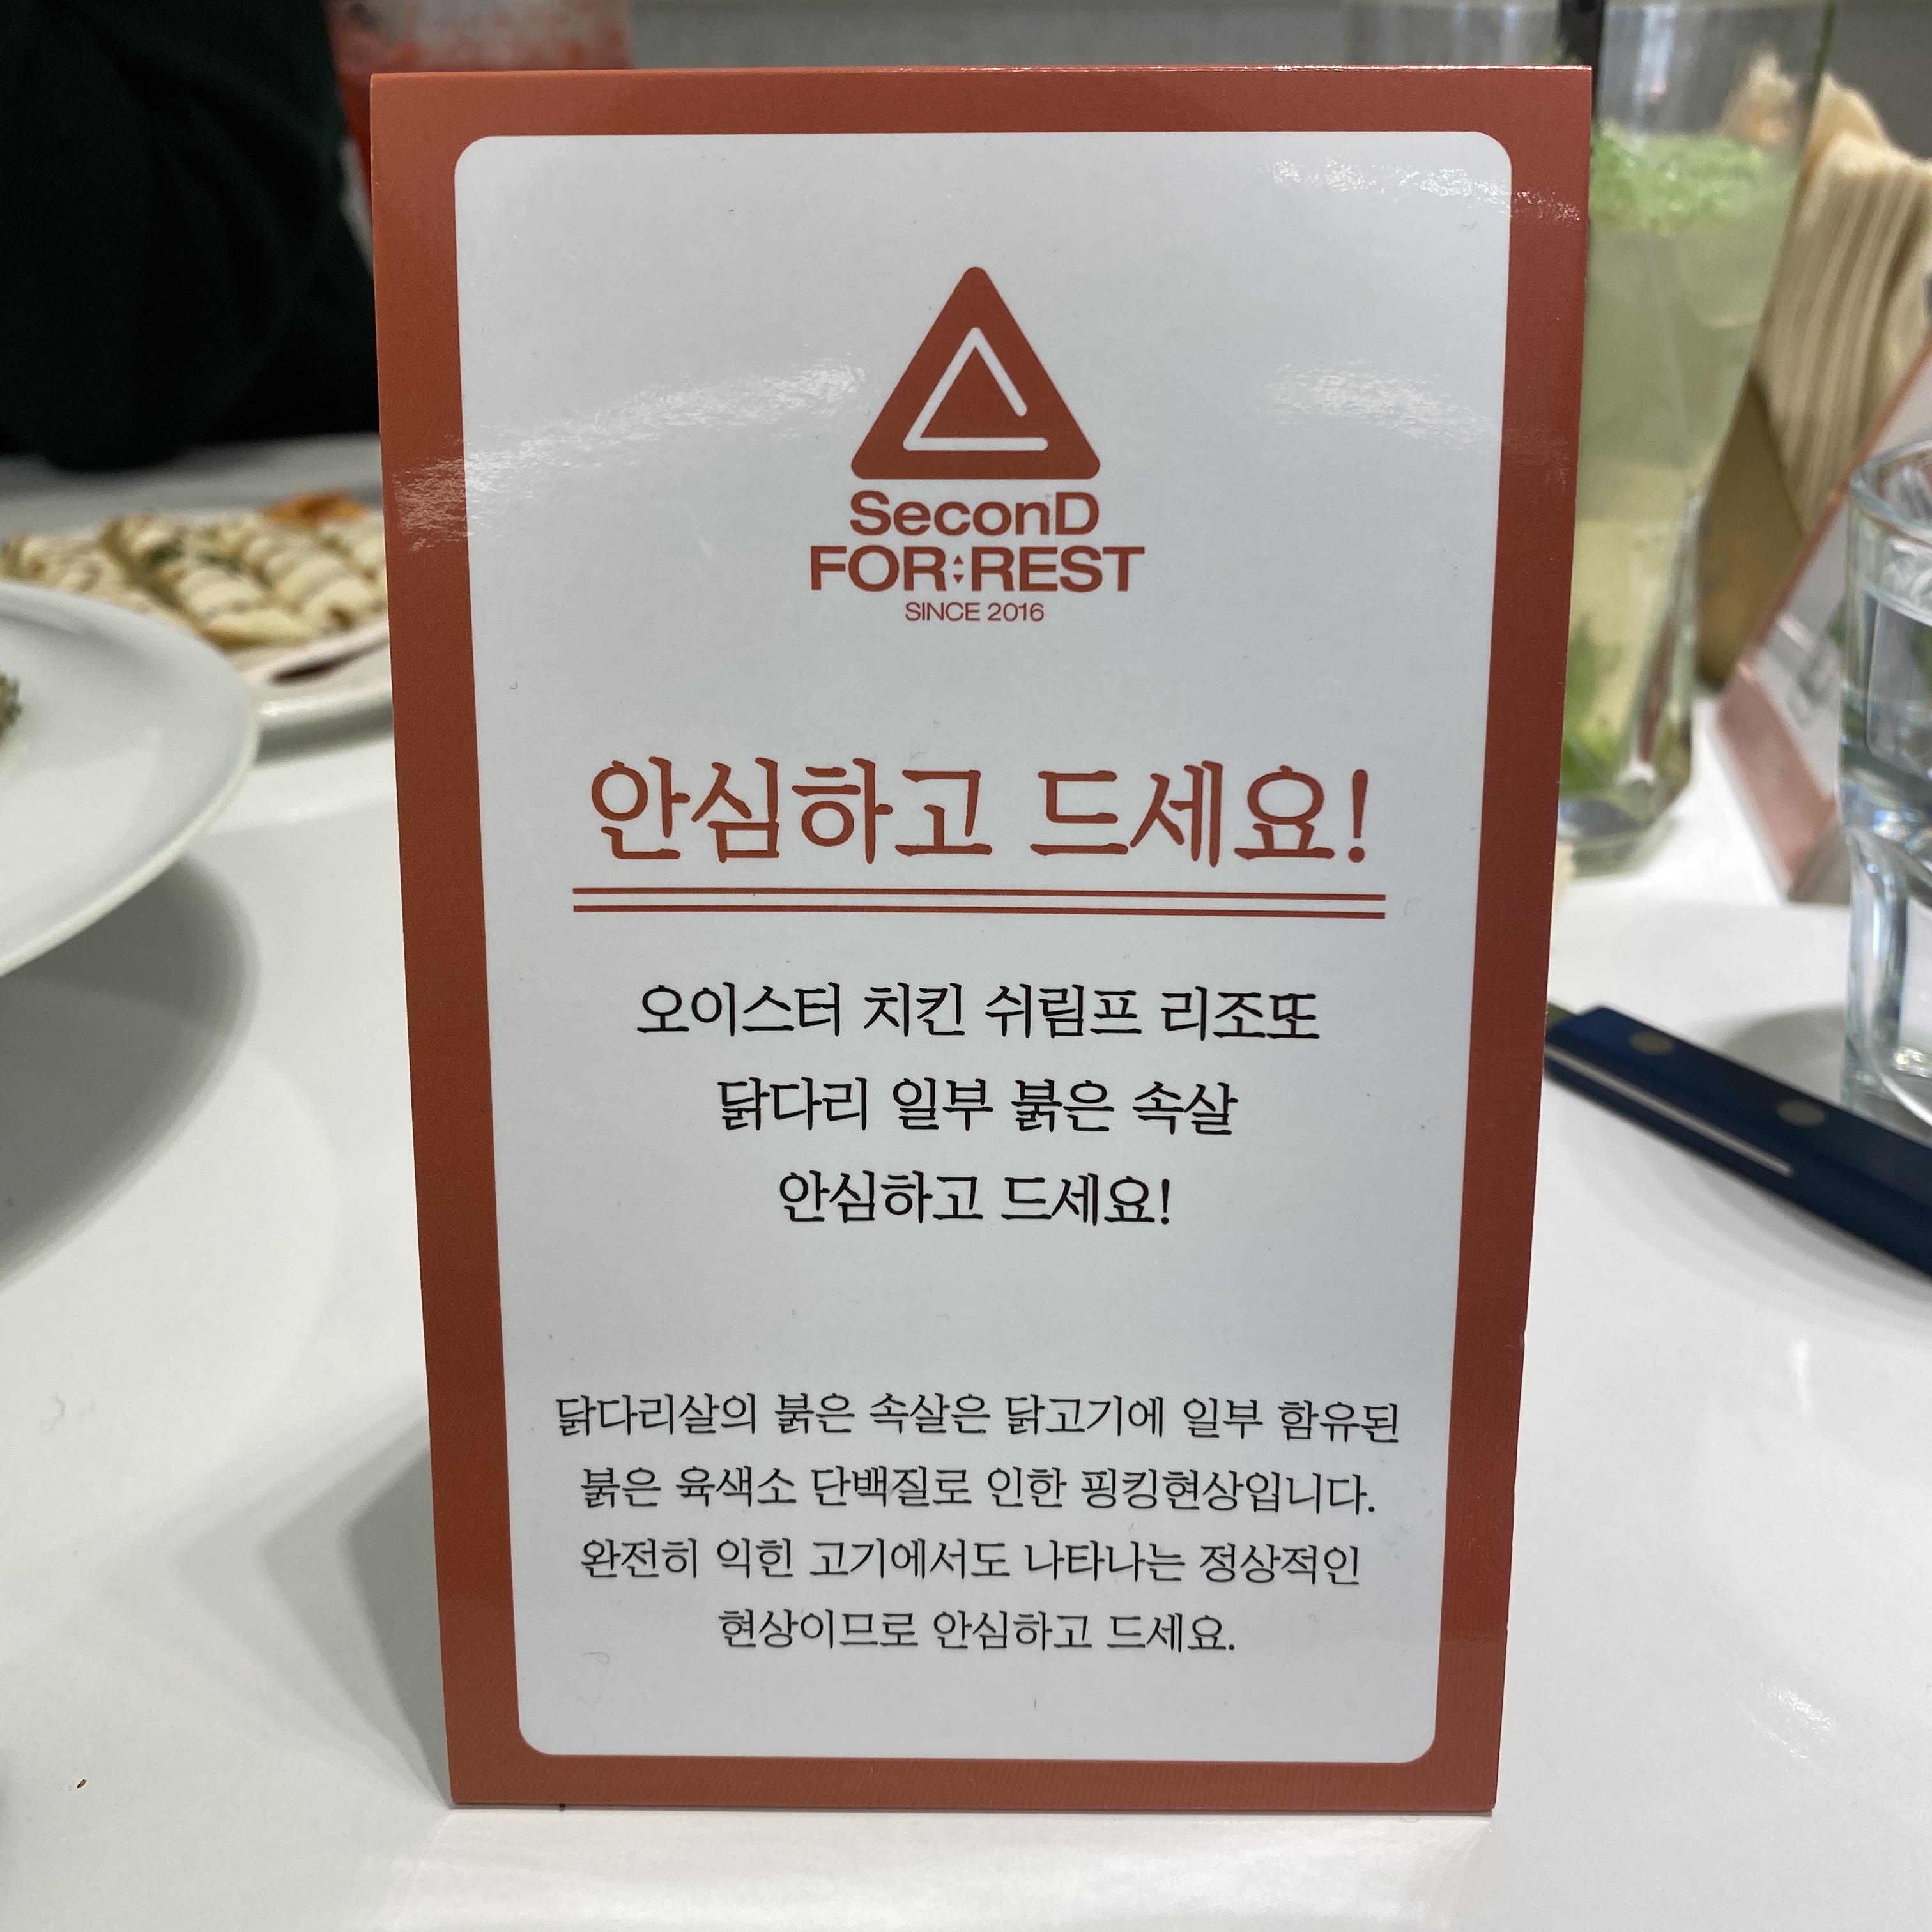 SeconD
FOR:REST
SINCE 2016
안심하고 드세요!
오이스터 치킨 쉬림프 리조또
닭다리 일부 붉은 속살
안심하고 드세요!
닭다리살의 붉은 속살은 닭고기에 일부 함유된
붉은 육색소 단백질로 인한 핑킹현상입니다.
완전히 익힌 고기에서도 나타나는 정상적인
현상이므로 안심하고 드세요.